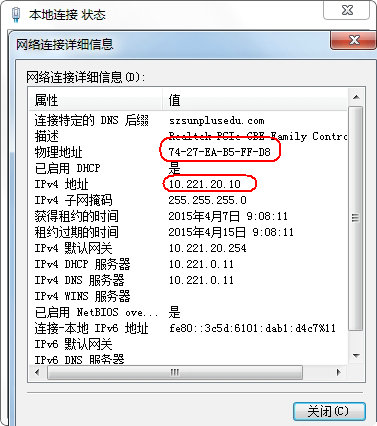 本地连接 状态
网络连接详细信息
网络连接详细信息(D):
属性 值
连接特定的 DNS 后缀 szsunplusedu.com
描述 Realtek PCIe GBE Family Contro
物理地址 74-27-EA-B5-FF-D8
已启用 DHCP 是
IPv4 地址 10.221.20.10
IPv4 子网掩码 255.255.255.0
获得租约的时间 2015年4月7日 9:08:11
租约过期的时间 2015年4月15日 9:08:11
IPv4 默认网关 10.221.20.254
IPv4 DHCP 服务器 10.221.0.11
IPv4 DNS 服务器 10.221.0.11
IPv4 WINS 服务器
已启用 NetBIOS ove... 是
连接-本地 IPv6 地址 fe80::3c5d:6101:dab1:d4c7%11
IPv6 默认网关
IPv6 DNS 服务器
关闭(C)